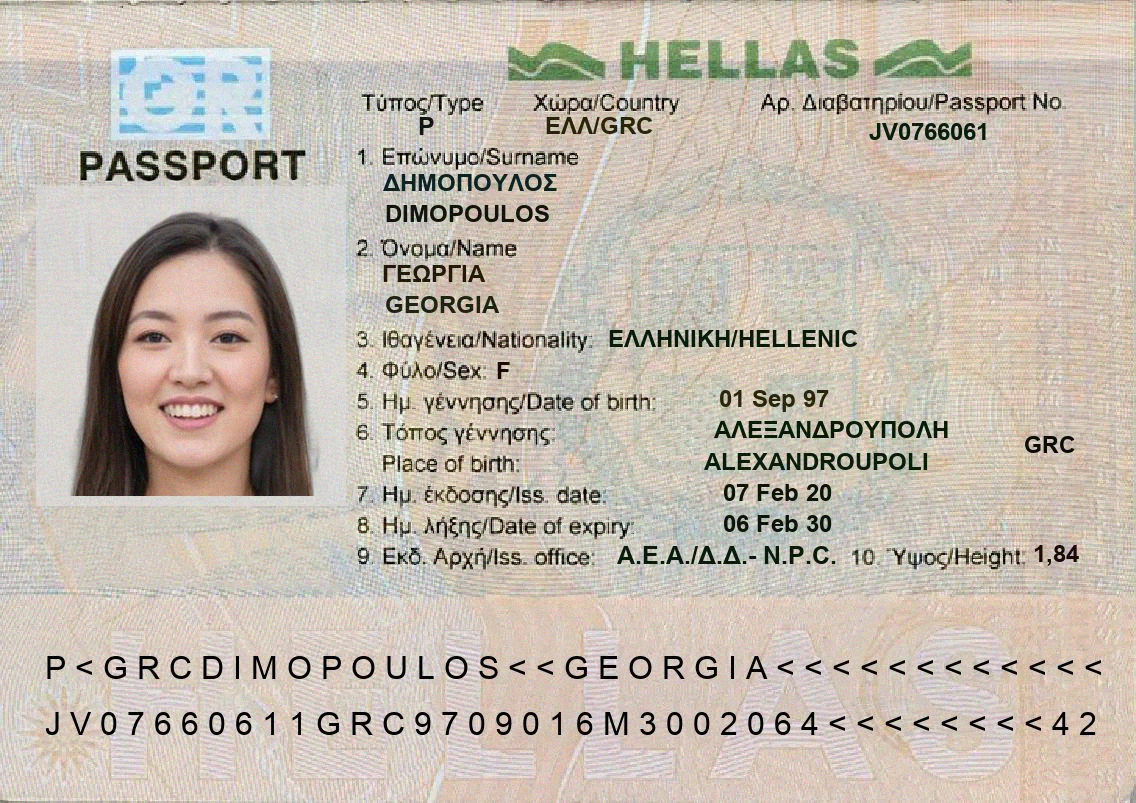 GR
HELLAS
PASSPORT
Τύπος/Type Χώρα/Country Αρ. Διαβατηρίου/Passport No.
P ΕΛΛ/GRC JV0766061
1. Επώνυμο/Surname
ΔΗΜΟΠΟΥΛΟΣ
DIMOPOULOS
2. Όνομα/Name
ΓΕΩΡΓΙΑ
GEORGIA
3. Ιθαγένεια/Nationality: ΕΛΛΗΝΙΚΗ/HELLENIC
4. Φύλο/Sex: F
5. Ημ. γέννησης/Date of birth: 01 Sep 97
6. Τόπος γέννησης: ΑΛΕΞΑΝΔΡΟΥΠΟΛΗ
Place of birth: ALEXANDROUPOLI GRC
7. Ημ. έκδοσης/Iss. date: 07 Feb 20
8. Ημ. λήξης/Date of expiry: 06 Feb 30
9 Εκδ. Αρχή/Iss. office: Α.Ε.Α./Δ.Δ.- N.P.C. 10. Ύψος/Height: 1,84
HELLAS
P<GRCDIMOPOULOS<<GEORGIA<<<<<<<<<<<<
JV07660611GRC9709016M3002064<<<<<<<<42